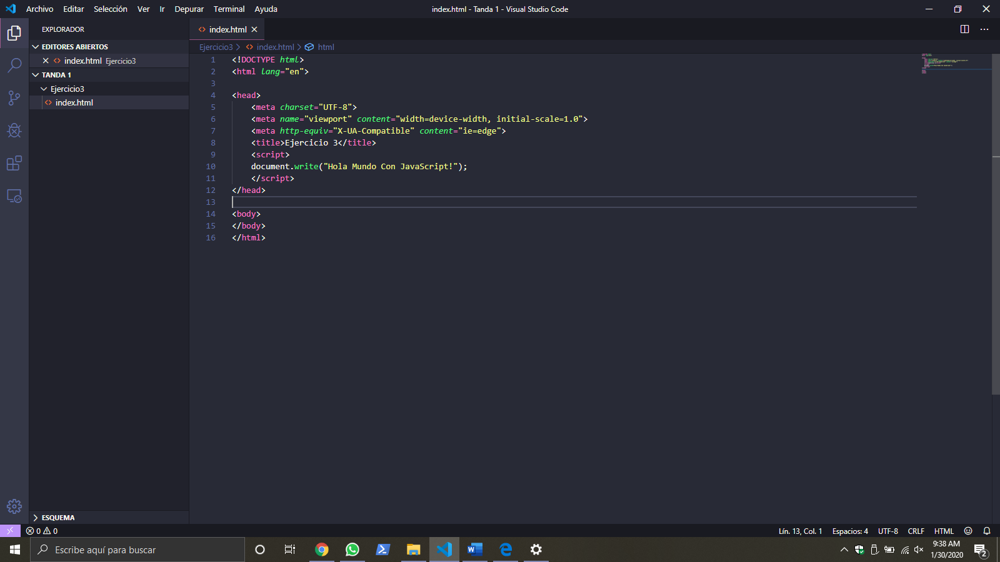 Archivo Editar Selección Ver Ir Depurar Terminal Ayuda
index.html - Tanda 1 - Visual Studio Code
EXPLORADOR
EDITORES ABIERTOS
index.html Ejercicio3
TANDA 1
Ejercicio3
index.html
ESQUEMA
index.html
Ejercicio3 > index.html > html
1 <!DOCTYPE html>
2 <html lang="en">
3
4 <head>
5 <meta charset="UTF-8">
6 <meta name="viewport" content="width=device-width, initial-scale=1.0">
7 <meta http-equiv="X-UA-Compatible" content="ie=edge">
8 <title>Ejercicio 3</title>
9 <script>
10 document.write("Hola Mundo Con JavaScript!");
11 </script>
12 </head>
13
14 <body>
15 </body>
16 </html>
0 0
Lín. 13, Col. 1 Espacios: 4 UTF-8 CRLF HTML
Escribe aquí para buscar
9:38 AM
1/30/2020
2